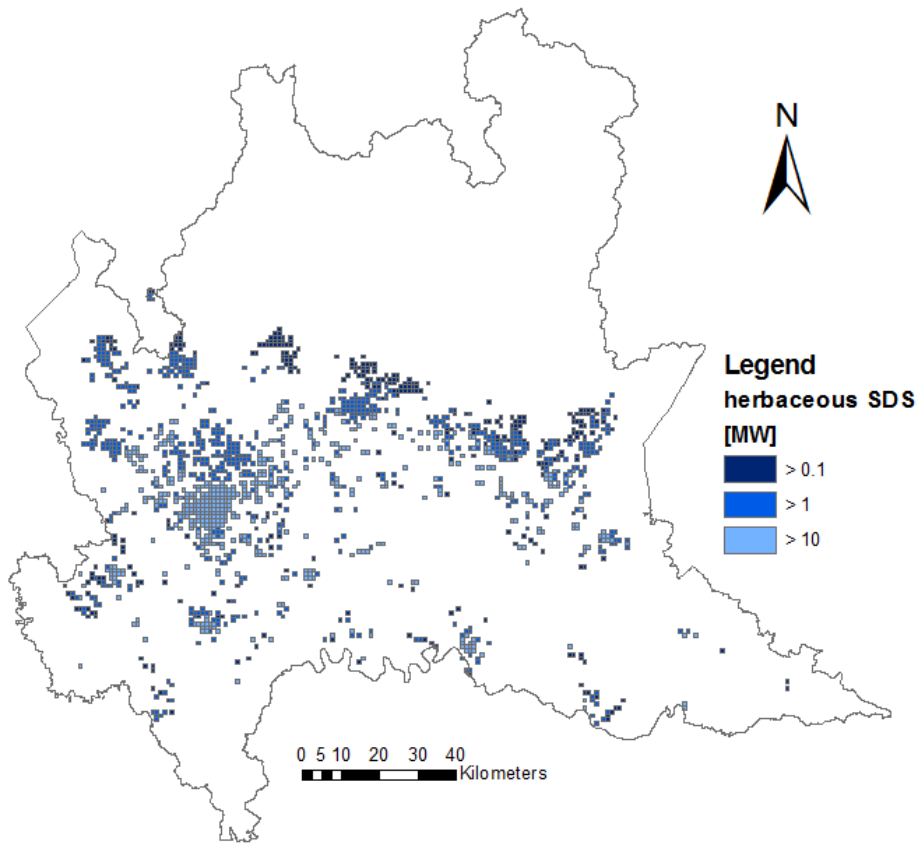 N
Legend
herbaceous SDS
[MW]
> 0.1
> 1
> 10
0 5 10 20 30 40
Kilometers